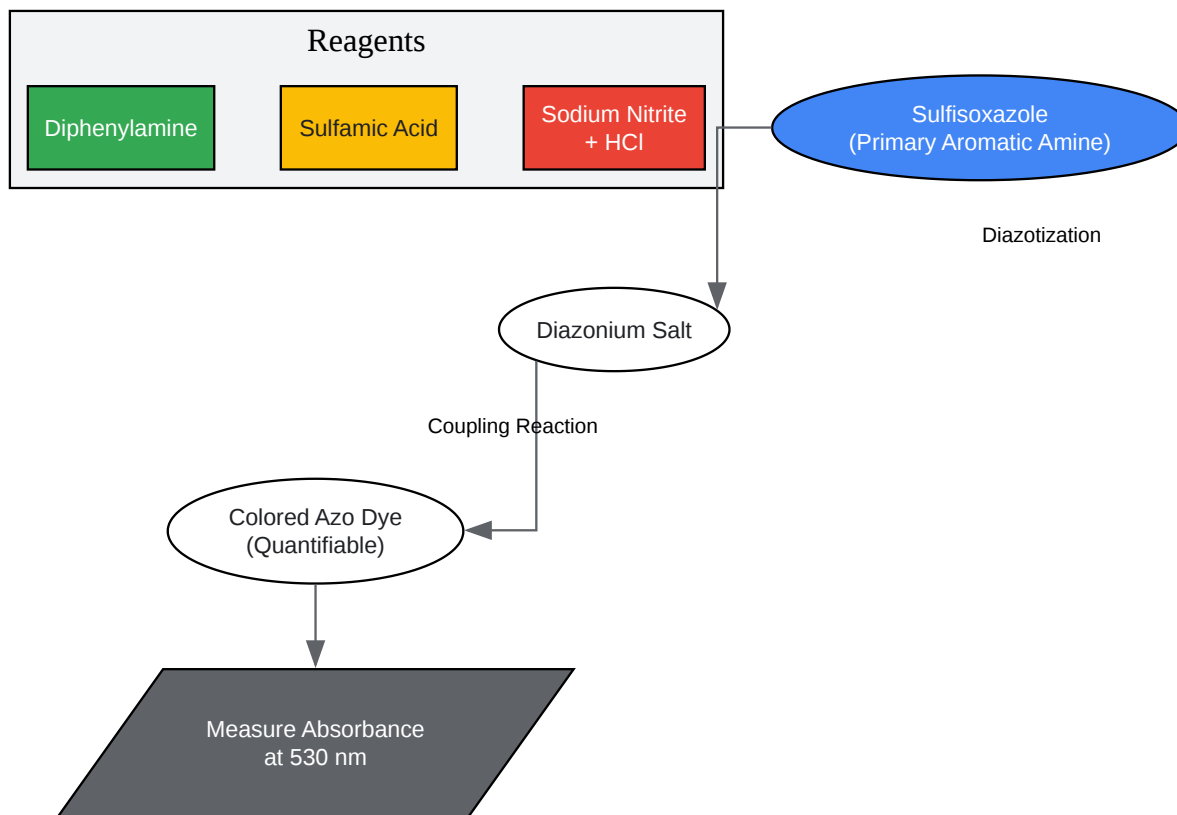 Reagents
Diphenylamine
Sulfamic Acid
Sodium Nitrite
+ HCl
Sulfisoxazole
(Primary Aromatic Amine)
Diazotization
Diazonium Salt
Coupling Reaction
Colored Azo Dye
(Quantifiable)
Measure Absorbance
at 530 nm